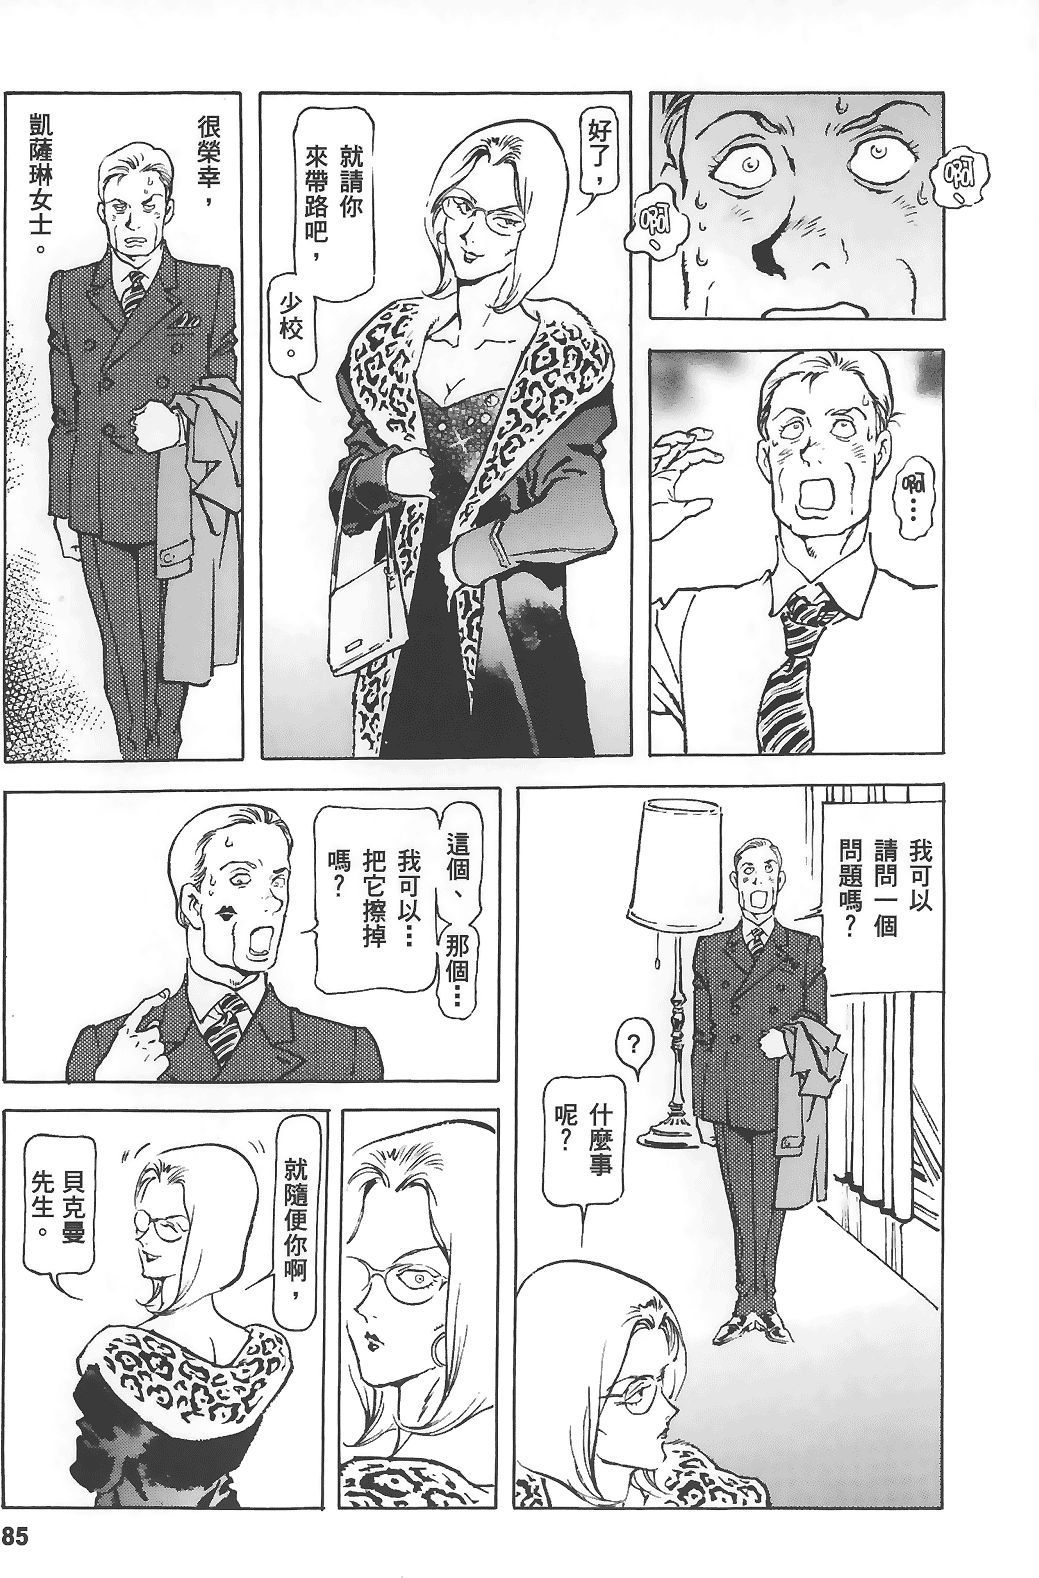 啊
啊
啊…
好了，
就請你
來帶路吧，
少校。
很榮幸，
凱薩琳女士。
我可以
請問一個
問題嗎？
？
什麼事
呢？
這個、
那個…
我可以…
把它擦掉
嗎？
就隨便你啊，
貝克曼
先生。
85